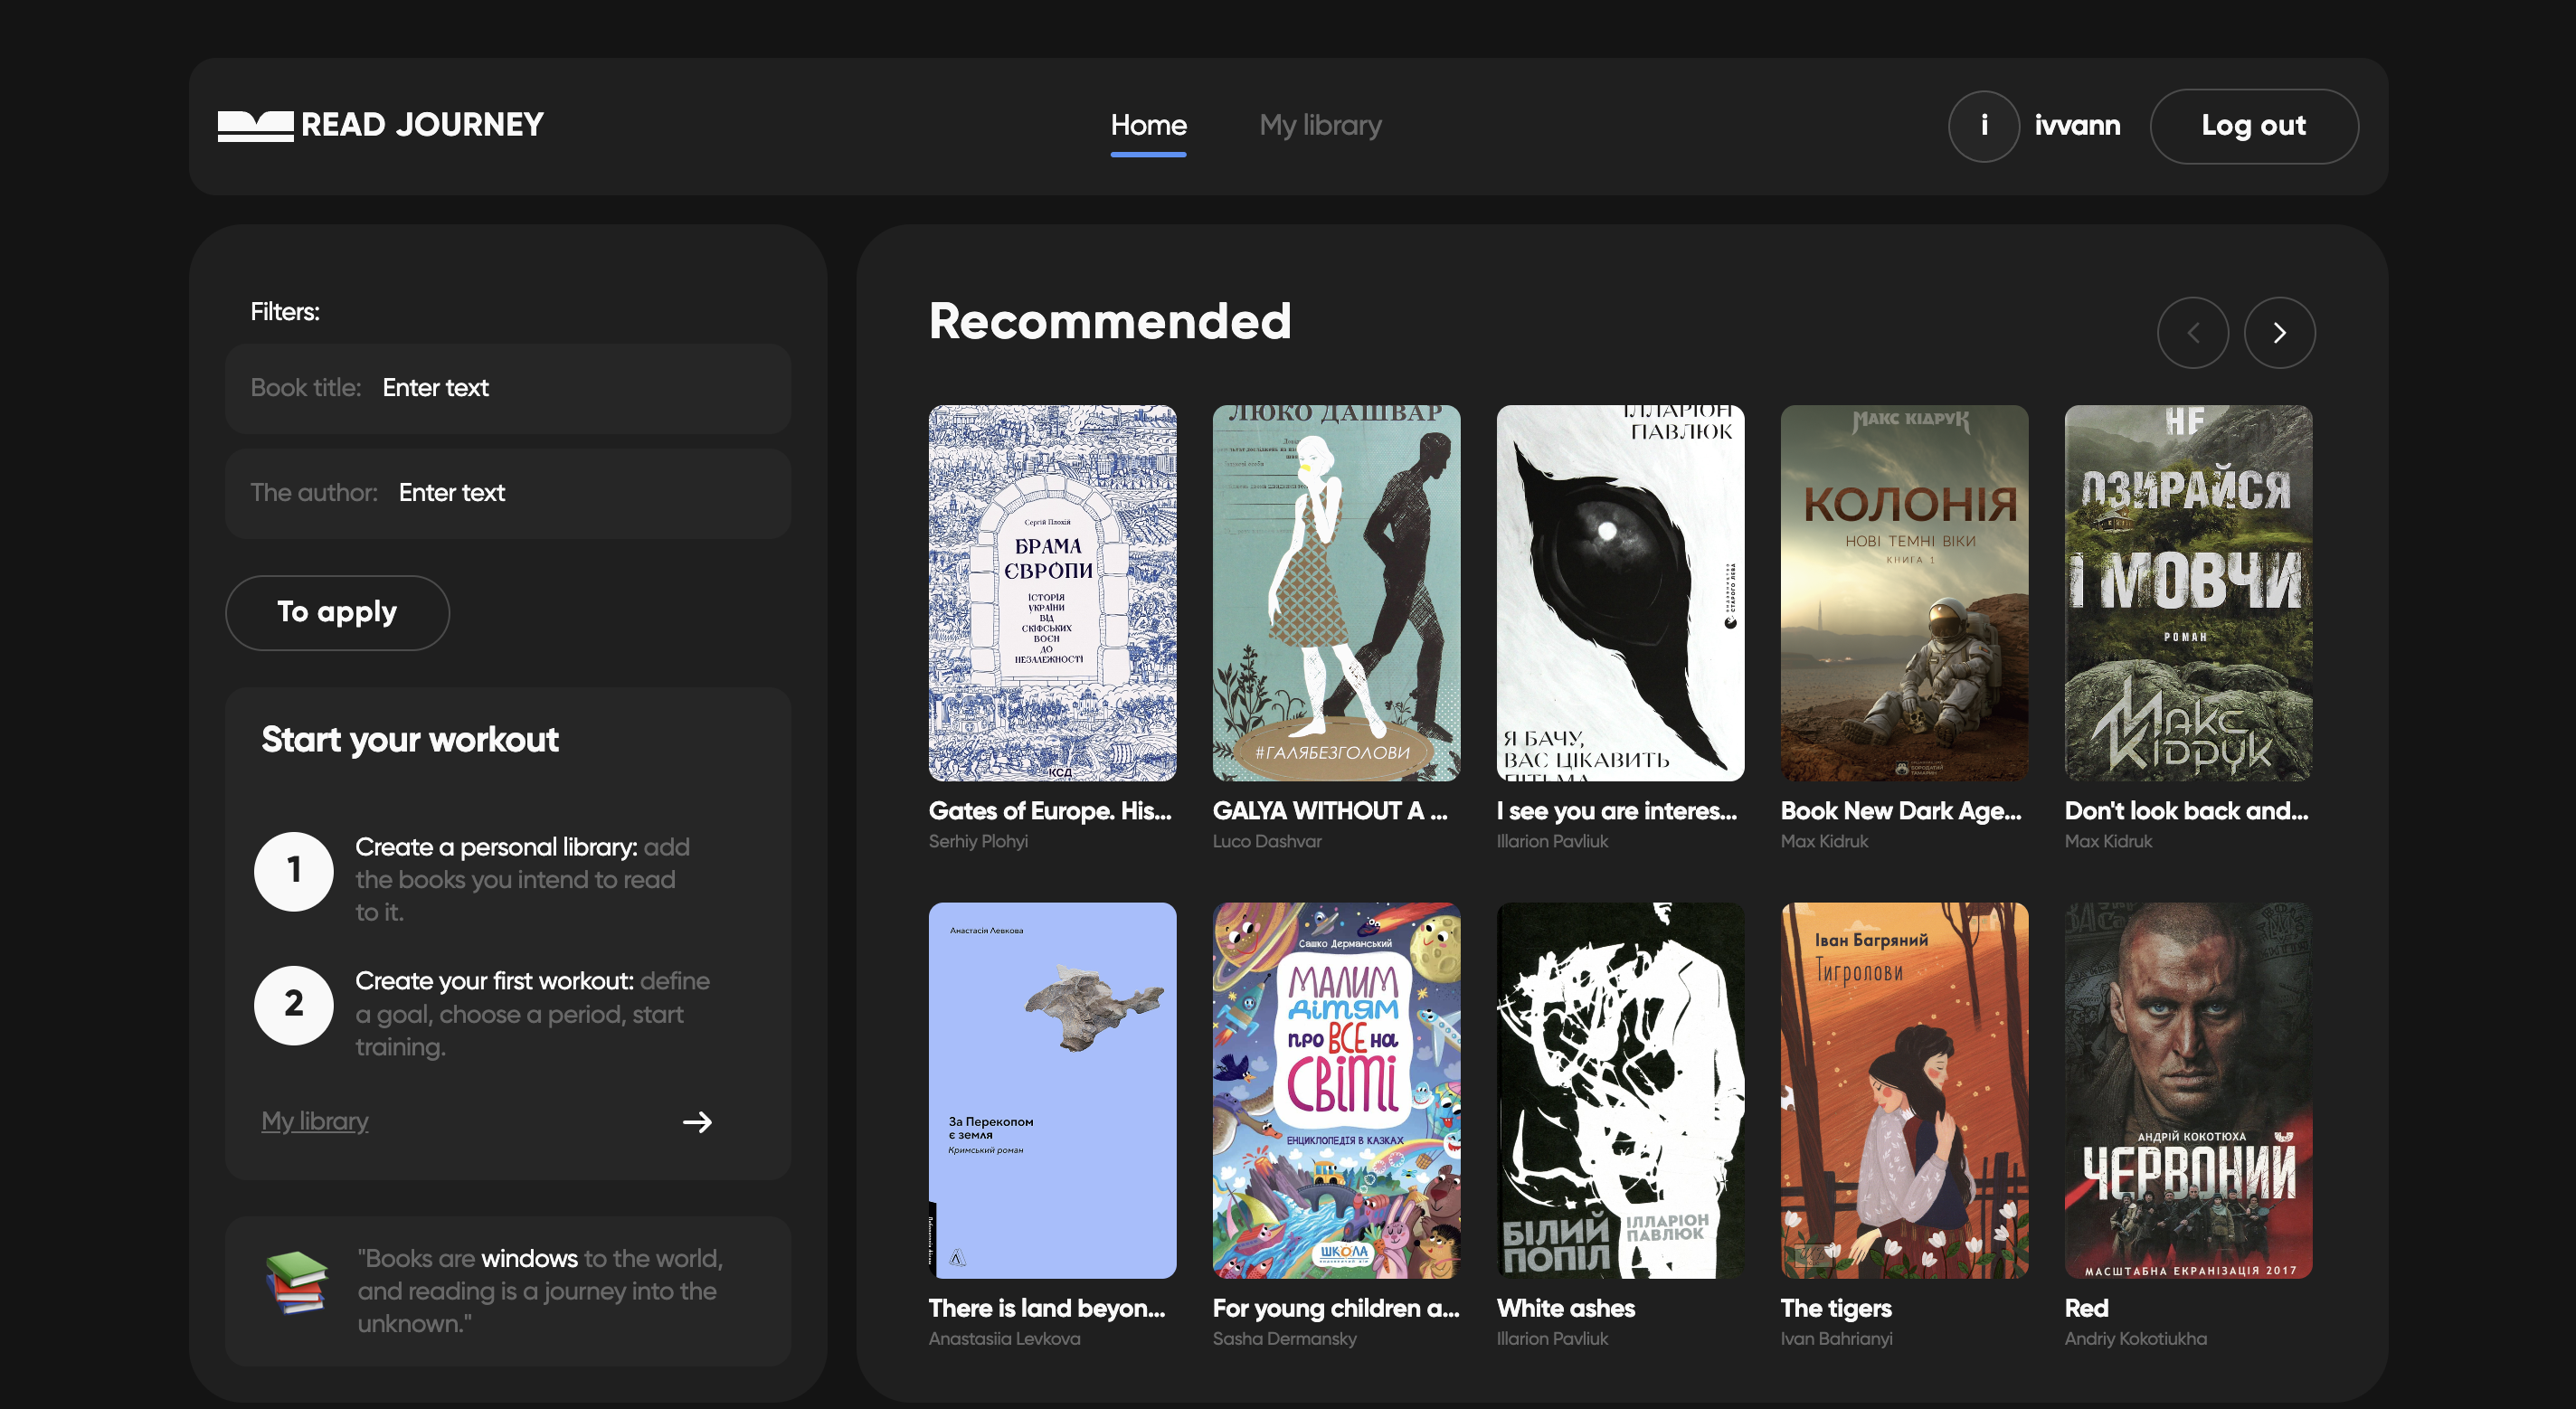 READ JOURNEY
Home
My library
i
ivvann
Log out
Filters:
Book title: Enter text
The author: Enter text
To apply
Start your workout
1
Create a personal library: add
the books you intend to read
to it.
2
Create your first workout: define
a goal, choose a period, start
training.
My library
"Books are windows to the world,
and reading is a journey into the
unknown."
Recommended
Сергій Плохій
БРАМА
ЄВРОПИ
ІСТОРІЯ
УКРАЇНИ
ВІД
СКІФСЬКИХ
ВОЄН
ДО
НЕЗАЛЕЖНОСТІ
КСД
Gates of Europe. His...
Serhiy Plohyi
ЛЮКО ДАШВАР
#ГАЛЯБЕЗГОЛОВИ
GALYA WITHOUT A ...
Luco Dashvar
ІЛЛАРІОН
ПАВЛЮК
ВИДАВНИЦТВО
СТАРОГО ЛЕВА
Я БАЧУ,
ВАС ЦІКАВИТЬ
ПІТЬМА
I see you are interes...
Illarion Pavliuk
МАКС КІДРУК
КОЛОНІЯ
НОВІ ТЕМНІ ВІКИ
КНИГА 1
Book New Dark Age...
Max Kidruk
НЕ
ОЗИРАЙСЯ
І МОВЧИ
РОМАН
МАКС
КІДРУК
Don't look back and...
Max Kidruk
Анастасія Левкова
За Перекопом
є земля
Кримський роман
There is land beyon...
Anastasiia Levkova
Сашко Дерманський
МАЛИМ
дітям
про ВСЕ на
СВІТІ
ЕНЦИКЛОПЕДІЯ В КАЗКАХ
ШКОЛА
For young children a...
Sasha Dermansky
БІЛИЙ
ПОПІЛ
ІЛЛАРІОН
ПАВЛЮК
White ashes
Illarion Pavliuk
Іван Багряний
Тигролови
The tigers
Ivan Bahrianyi
АНДРІЙ КОКОТЮХА
ЧЕРВОНИЙ
МАСШТАБНА ЕКРАНІЗАЦІЯ 2017
Red
Andriy Kokotiukha